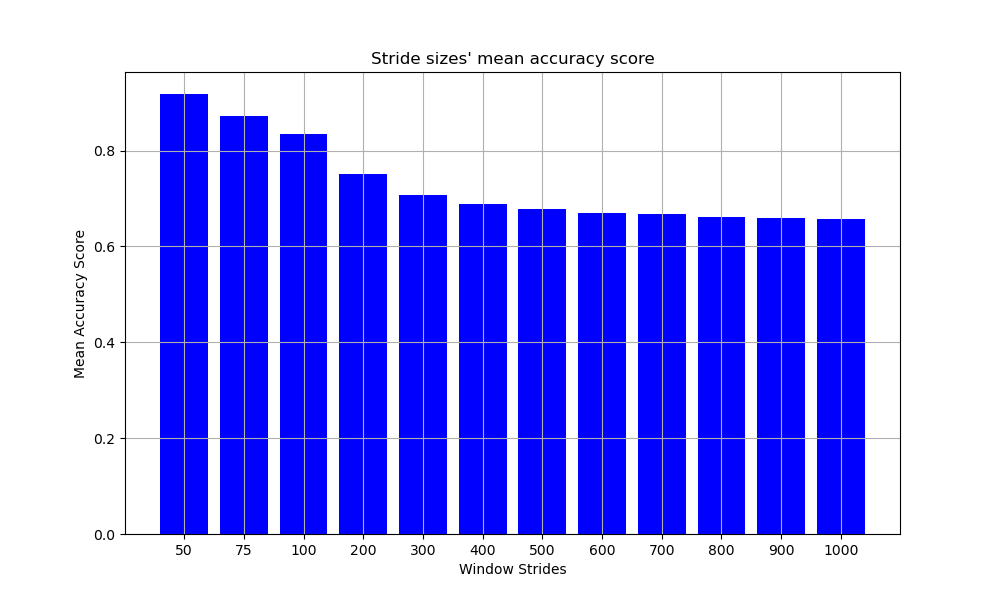 Stride sizes' mean accuracy score
Mean Accuracy Score
0.8
0.6
0.4
0.2
0.0
50 75 100 200 300 400 500 600 700 800 900 1000
Window Strides